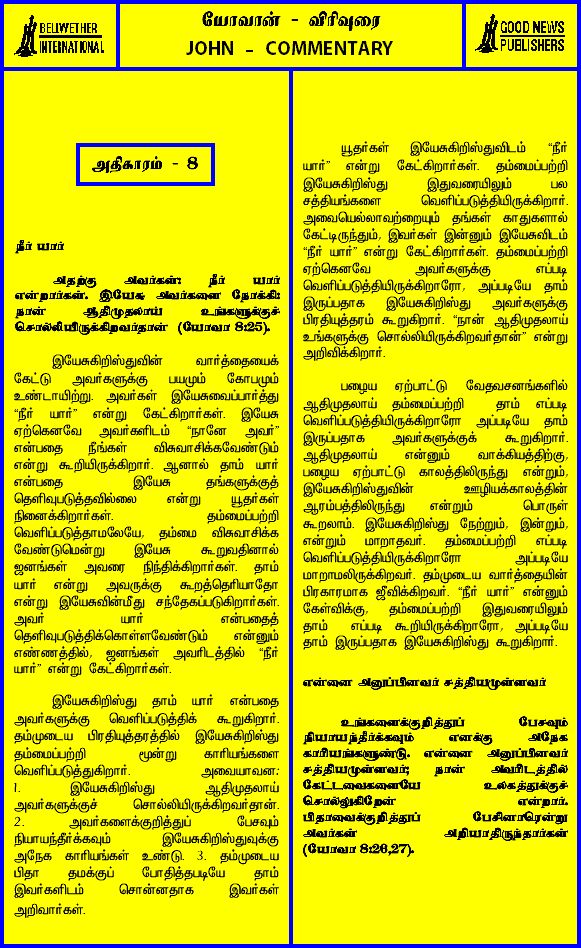 BELWETHER
INTERNATIONAL
யோவான் - விரிவுரை
JOHN - COMMENTARY
GOOD NEWS
PUBLISHERS
அதிகாரம் - 8
நீர் யார்
அதற்கு அவர்கள்: நீர் யார்
என்றார்கள். இயேசு அவர்களை நோக்கி:
நான் ஆதிமுதலாய் உங்களுக்குச்
சொல்லியிருக்கிறவர்தான் (யோவா 8:25).
இயேசுகிறிஸ்துவின் வார்த்தையைக்
கேட்டு அவர்களுக்கு பயமும் கோபமும்
உண்டாயிற்று. அவர்கள் இயேசுவைப்பார்த்து
“நீர் யார்” என்று கேட்கிறார்கள். இயேசு
ஏற்கெனவே அவர்களிடம் “நானே அவர்”
என்பதை நீங்கள் விசுவாசிக்கவேண்டும்
என்று கூறியிருக்கிறார். ஆனால் தாம் யார்
என்பதை இயேசு தங்களுக்குத்
தெளிவுபடுத்தவில்லை என்று யூதர்கள்
நினைக்கிறார்கள். தம்மைப்பற்றி
வெளிப்படுத்தாமலேயே, தம்மை விசுவாசிக்க
வேண்டுமென்று இயேசு கூறுவதினால்
ஜனங்கள் அவரை நிந்திக்கிறார்கள். தாம்
யார் என்று அவருக்கு கூறத்தெரியாதோ
என்று இயேசுவின்மீது சந்தேகப்படுகிறார்கள்.
அவர் யார் என்பதைத்
தெளிவுபடுத்திக்கொள்ளவேண்டும் என்னும்
எண்ணத்தில், ஜனங்கள் அவரிடத்தில் “நீர்
யார்” என்று கேட்கிறார்கள்.
இயேசுகிறிஸ்து தாம் யார் என்பதை
அவர்களுக்கு வெளிப்படுத்திக் கூறுகிறார்.
தம்முடைய பிரதியுத்தரத்தில் இயேசுகிறிஸ்து
தம்மைப்பற்றி மூன்று காரியங்களை
வெளிப்படுத்துகிறார். அவையாவன:
1. இயேசுகிறிஸ்து ஆதிமுதலாய்
அவர்களுக்குச் சொல்லியிருக்கிறவர்தான்.
2. அவர்களைக்குறித்துப் பேசவும்
நியாயந்தீர்க்கவும் இயேசுகிறிஸ்துவுக்கு
அநேக காரியங்கள் உண்டு. 3. தம்முடைய
பிதா தமக்குப் போதித்தபடியே தாம்
இவர்களிடம் சொன்னதாக இவர்கள்
அறிவார்கள்.
யூதர்கள் இயேசுகிறிஸ்துவிடம் “நீர்
யார்” என்று கேட்கிறார்கள். தம்மைப்பற்றி
இயேசுகிறிஸ்து இதுவரையிலும் பல
சத்தியங்களை வெளிப்படுத்தியிருக்கிறார்.
அவையெல்லாவற்றையும் தங்கள் காதுகளால்
கேட்டிருந்தும், இவர்கள் இன்னும் இயேசுவிடம்
“நீர் யார்” என்று கேட்கிறார்கள். தம்மைப்பற்றி
ஏற்கெனவே அவர்களுக்கு எப்படி
வெளிப்படுத்தியிருக்கிறாரோ, அப்படியே தாம்
இருப்பதாக இயேசுகிறிஸ்து அவர்களுக்கு
பிரதியுத்தரம் கூறுகிறார். “நான் ஆதிமுதலாய்
உங்களுக்கு சொல்லியிருக்கிறவர்தான்” என்று
அறிவிக்கிறார்.
பழைய ஏற்பாட்டு வேதவசனங்களில்
ஆதிமுதலாய் தம்மைப்பற்றி தாம் எப்படி
வெளிப்படுத்தியிருக்கிறாரோ அப்படியே தாம்
இருப்பதாக அவர்களுக்குக் கூறுகிறார்.
ஆதிமுதலாய் என்னும் வாக்கியத்திற்கு,
பழைய ஏற்பாட்டு காலத்திலிருந்து என்றும்,
இயேசுகிறிஸ்துவின் ஊழியக்காலத்தின்
ஆரம்பத்திலிருந்து என்றும் பொருள்
கூறலாம். இயேசுகிறிஸ்து நேற்றும், இன்றும்,
என்றும் மாறாதவர். தம்மைப்பற்றி எப்படி
வெளிப்படுத்தியிருக்கிறாரோ அப்படியே
மாறாமலிருக்கிறவர். தம்முடைய வார்த்தையின்
பிரகாரமாக ஜீவிக்கிறவர். “நீர் யார்” என்னும்
கேள்விக்கு, தம்மைப்பற்றி இதுவரையிலும்
தாம் எப்படி கூறியிருக்கிறாரோ, அப்படியே
தாம் இருப்பதாக இயேசுகிறிஸ்து கூறுகிறார்.
என்னை அனுப்பினவர் சத்தியமுள்ளவர்
உங்களைக்குறித்துப் பேசவும்
நியாயந்தீர்க்கவும் எனக்கு அநேக
காரியங்களுண்டு. என்னை அனுப்பினவர்
சத்தியமுள்ளவர்; நான் அவரிடத்தில்
கேட்டவைகளையே உலகத்துக்குச்
சொல்லுகிறேன் என்றார்.
பிதாவைக்குறித்துப் பேசினாரென்று
அவர்கள் அறியாதிருந்தார்கள்
(யோவா 8:26,27).